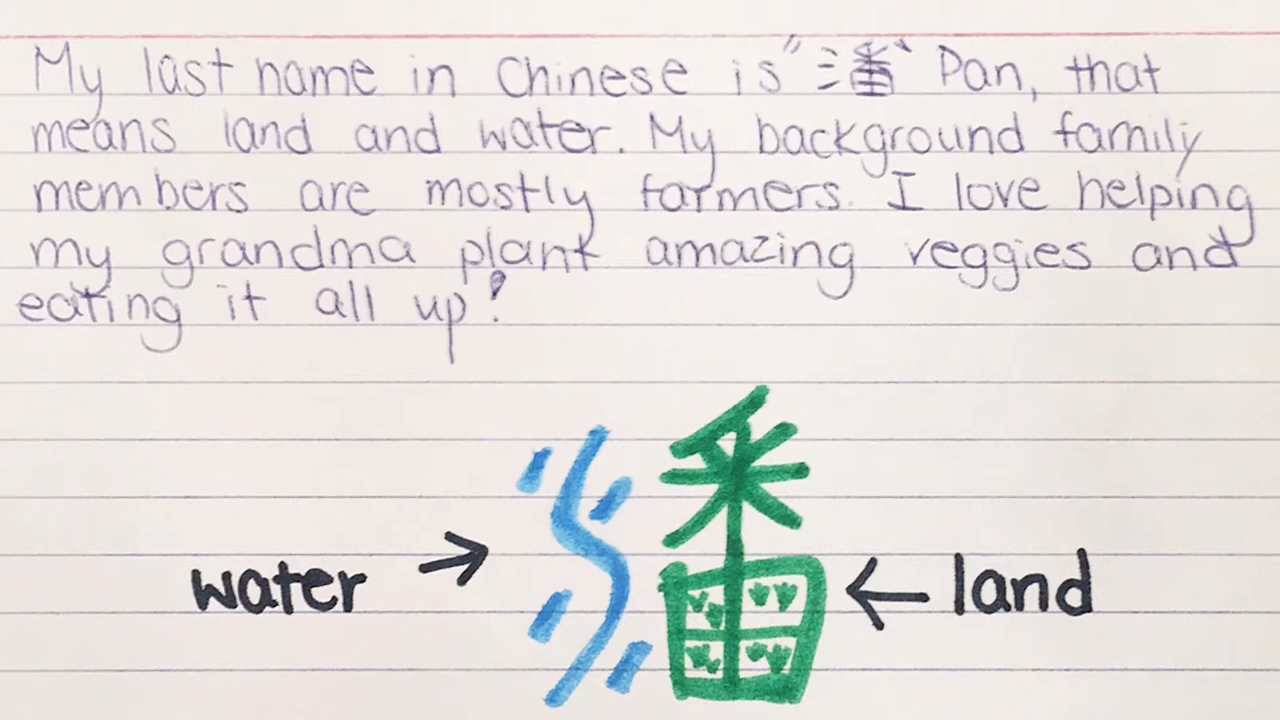 My last name in Chinese is "潘" Pan, that
means land and water. My background family
members are mostly farmers. I love helping
my grandma plant amazing veggies and
eating it all up!
潘
water → ← land